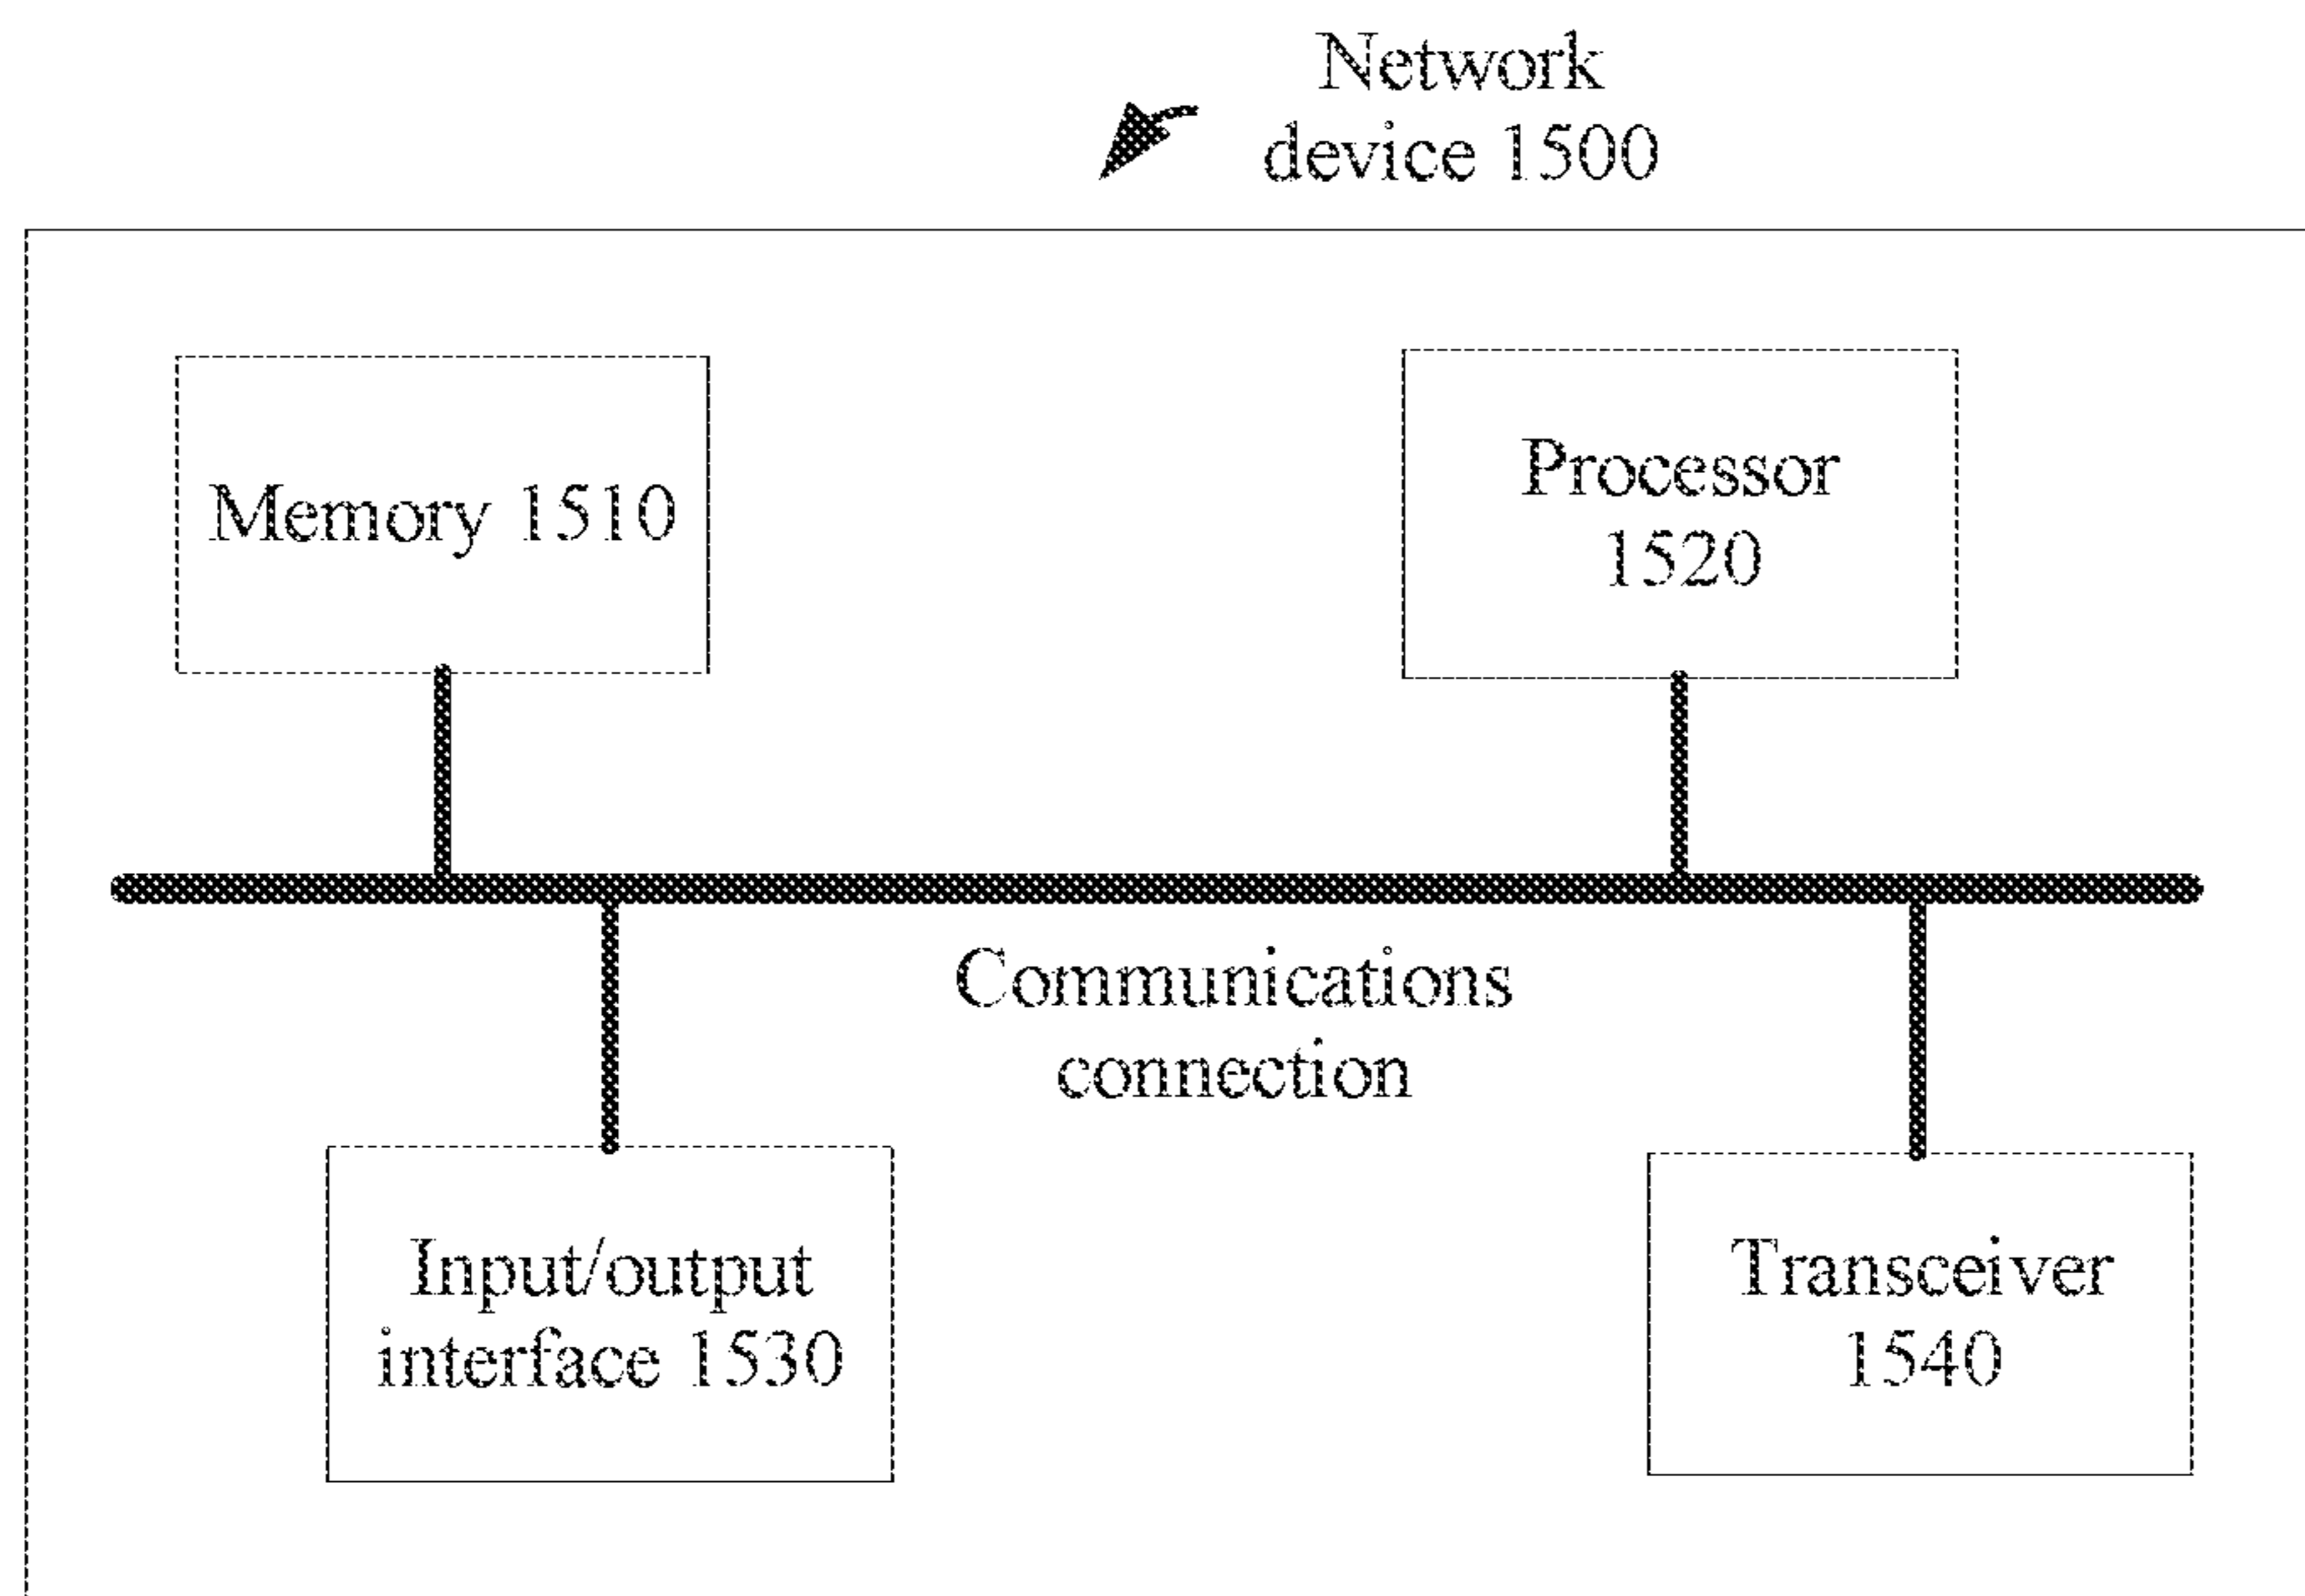 Network
device 1500
Memory 1510
Processor
1520
Communications
connection
Input/output
interface 1530
Transceiver
1540